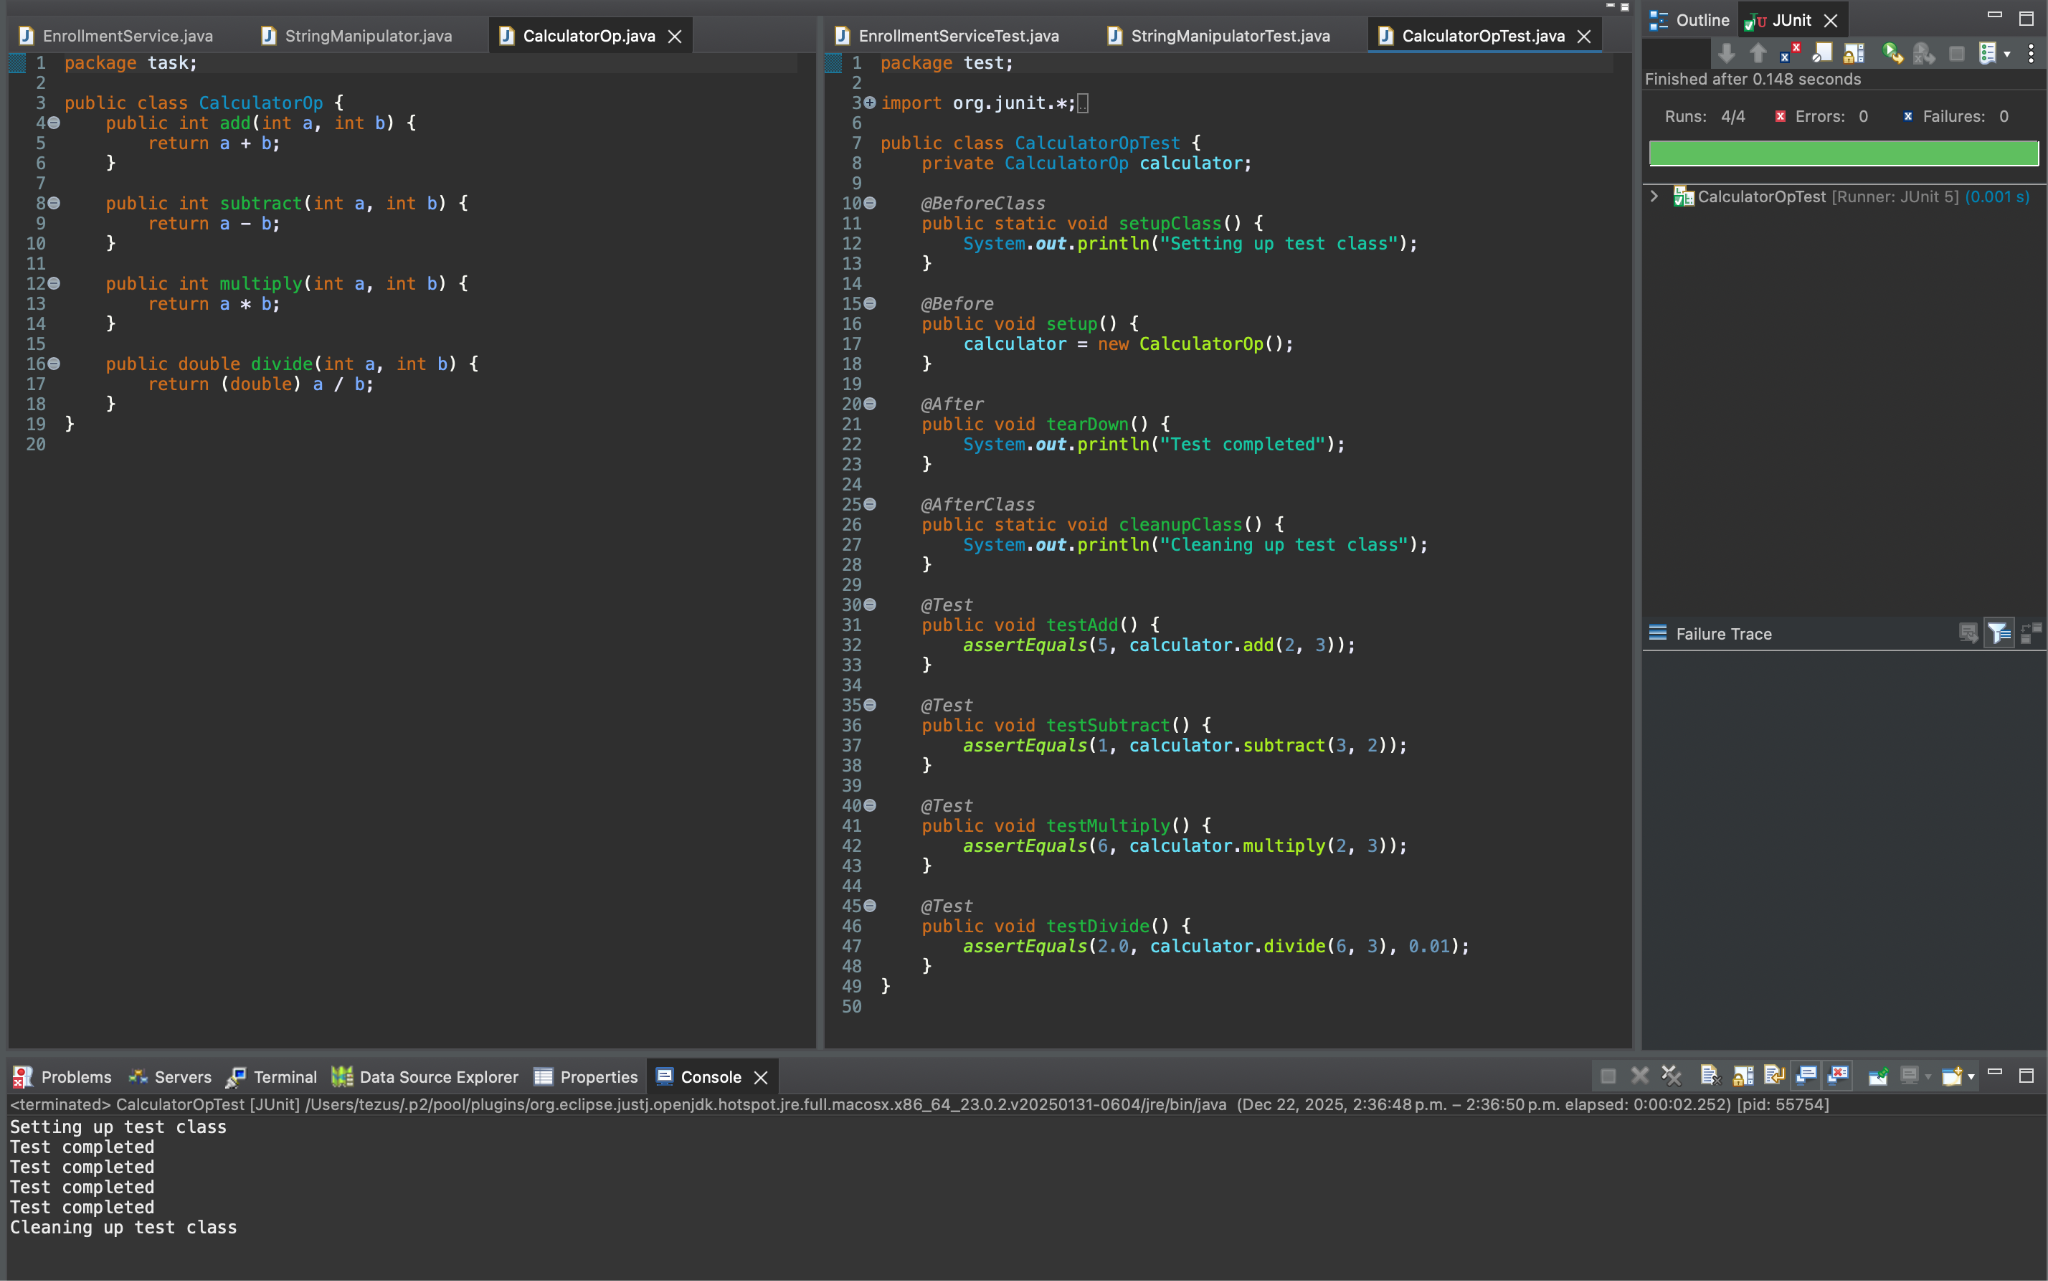 EnrollmentService.java
StringManipulator.java
CalculatorOp.java
1 package task;
2
3 public class CalculatorOp {
4     public int add(int a, int b) {
5         return a + b;
6     }
7
8     public int subtract(int a, int b) {
9         return a - b;
10     }
11
12     public int multiply(int a, int b) {
13         return a * b;
14     }
15
16     public double divide(int a, int b) {
17         return (double) a / b;
18     }
19 }
20
EnrollmentServiceTest.java
StringManipulatorTest.java
CalculatorOpTest.java
1 package test;
2
3 import org.junit.*;
6
7 public class CalculatorOpTest {
8     private CalculatorOp calculator;
9
10     @BeforeClass
11     public static void setupClass() {
12         System.out.println("Setting up test class");
13     }
14
15     @Before
16     public void setup() {
17         calculator = new CalculatorOp();
18     }
19
20     @After
21     public void tearDown() {
22         System.out.println("Test completed");
23     }
24
25     @AfterClass
26     public static void cleanupClass() {
27         System.out.println("Cleaning up test class");
28     }
29
30     @Test
31     public void testAdd() {
32         assertEquals(5, calculator.add(2, 3));
33     }
34
35     @Test
36     public void testSubtract() {
37         assertEquals(1, calculator.subtract(3, 2));
38     }
39
40     @Test
41     public void testMultiply() {
42         assertEquals(6, calculator.multiply(2, 3));
43     }
44
45     @Test
46     public void testDivide() {
47         assertEquals(2.0, calculator.divide(6, 3), 0.01);
48     }
49 }
50
Outline
JUnit
Finished after 0.148 seconds
Runs: 4/4 Errors: 0 Failures: 0
CalculatorOpTest [Runner: JUnit 5] (0.001 s)
Failure Trace
Problems Servers Terminal Data Source Explorer Properties Console
<terminated> CalculatorOpTest [JUnit] /Users/tezus/.p2/pool/plugins/org.eclipse.justj.openjdk.hotspot.jre.full.macosx.x86_64_23.0.2.v20250131-0604/jre/bin/java (Dec 22, 2025, 2:36:48 p.m. – 2:36:50 p.m. elapsed: 0:00:02.252) [pid: 55754]
Setting up test class
Test completed
Test completed
Test completed
Test completed
Cleaning up test class